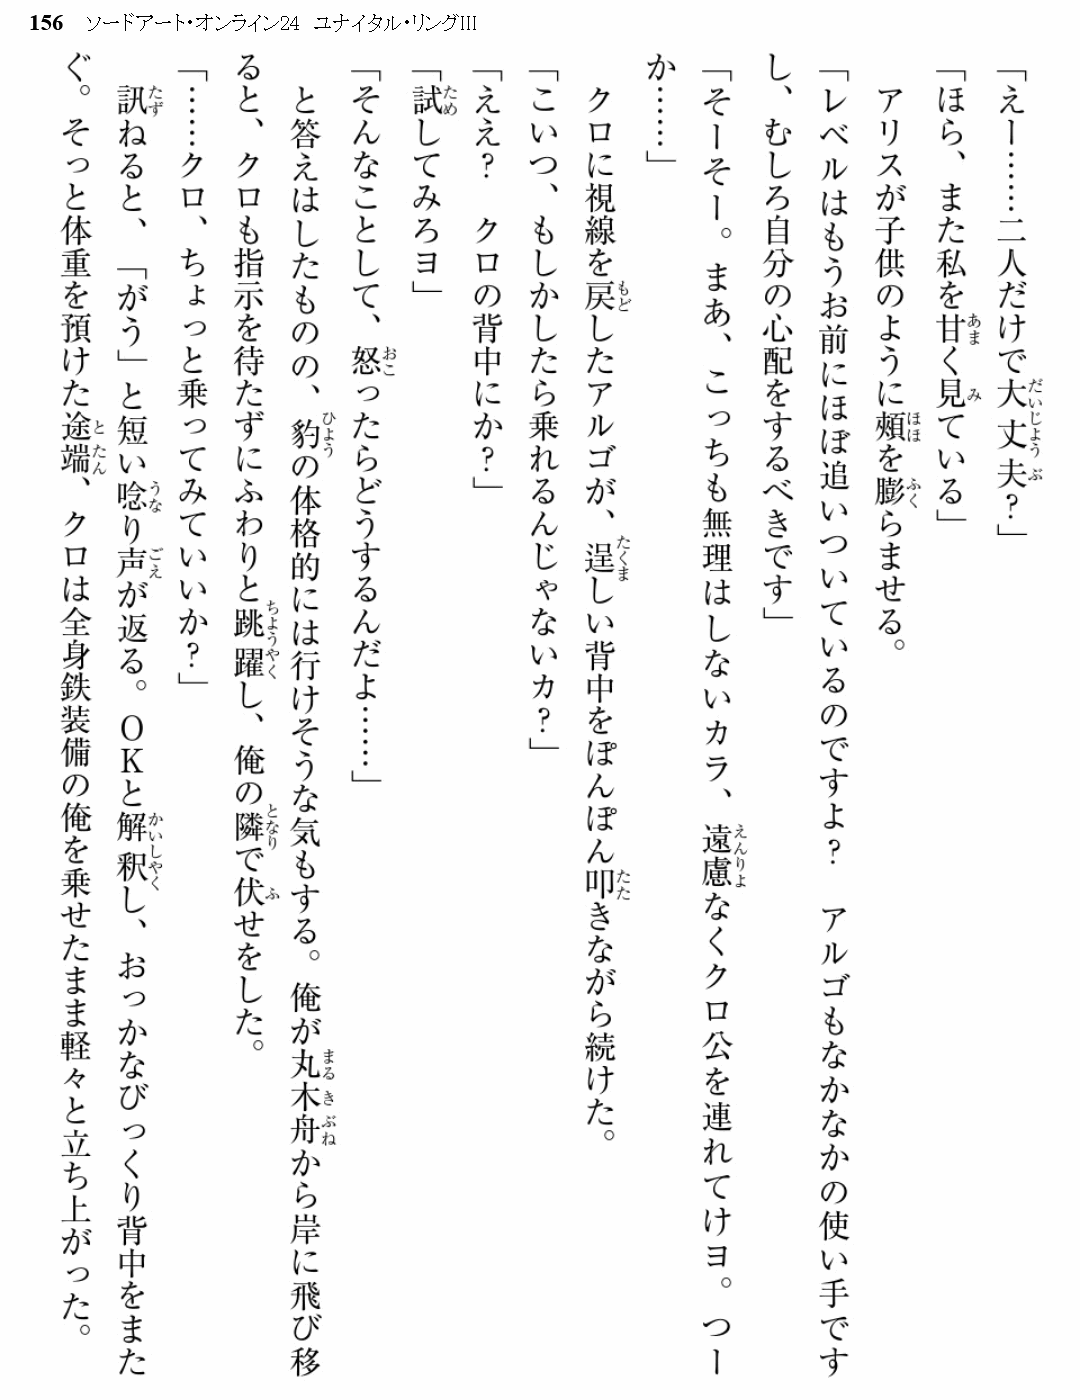 156 ソードアート・オンライン24 ユナイタル・リングIII
「えー……二人だけで大丈夫？」
「ほら、また私を甘く見ている」
アリスが子供のように頬を膨らませる。
「レベルはもうお前にほぼ追いついているのですよ？　アルゴもなかなかの使い手です
し、むしろ自分の心配をするべきです」
「そーそー。まあ、こっちも無理はしないカラ、遠慮なくクロ公を連れてけヨ。つー
か……」
クロに視線を戻したアルゴが、逞しい背中をぽんぽん叩きながら続けた。
「こいつ、もしかしたら乗れるんじゃないカ？」
「ええ？　クロの背中にか？」
「試してみろヨ」
「そんなことして、怒ったらどうするんだよ……」
と答えはしたものの、豹の体格的には行けそうな気もする。俺が丸木舟から岸に飛び移
ると、クロも指示を待たずにふわりと跳躍し、俺の隣で伏せをした。
「……クロ、ちょっと乗ってみていいか？」
訊ねると、「がう」と短い唸り声が返る。OKと解釈し、おっかなびっくり背中をまた
ぐ。そっと体重を預けた途端、クロは全身鉄装備の俺を乗せたまま軽々と立ち上がった。